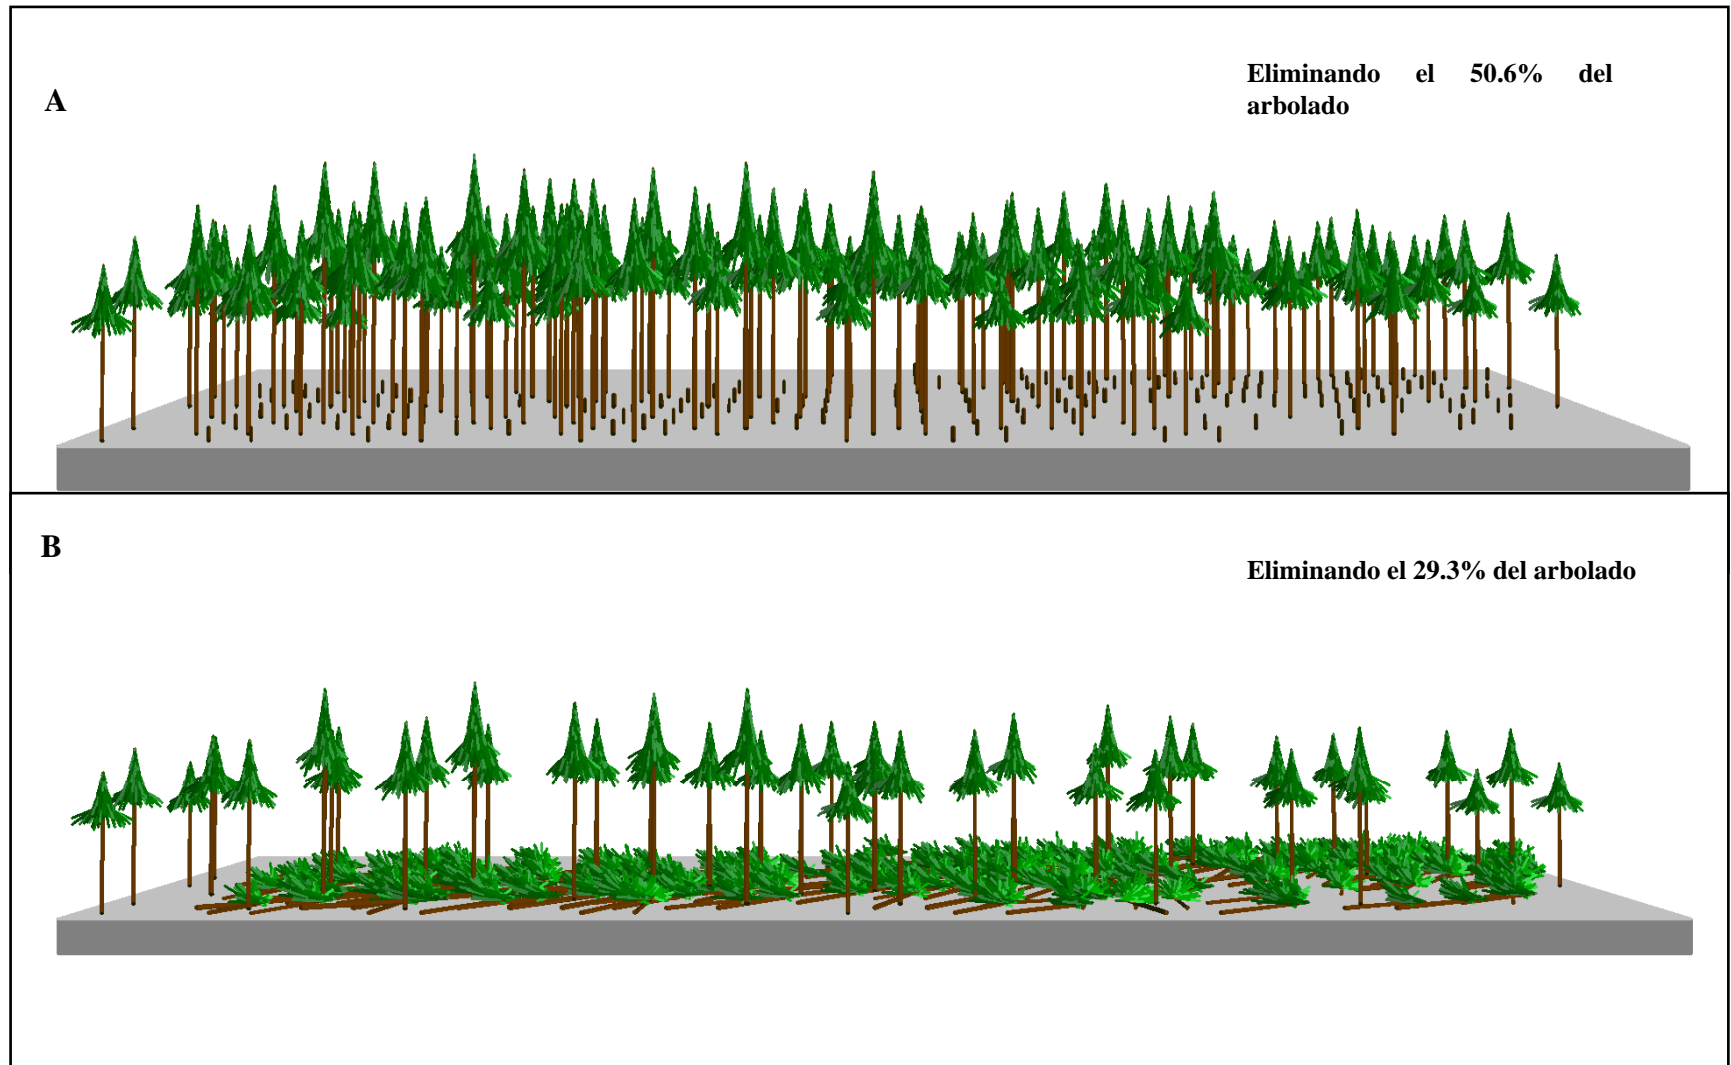 A
Eliminando el 50.6% del
arbolado
B
Eliminando el 29.3% del arbolado